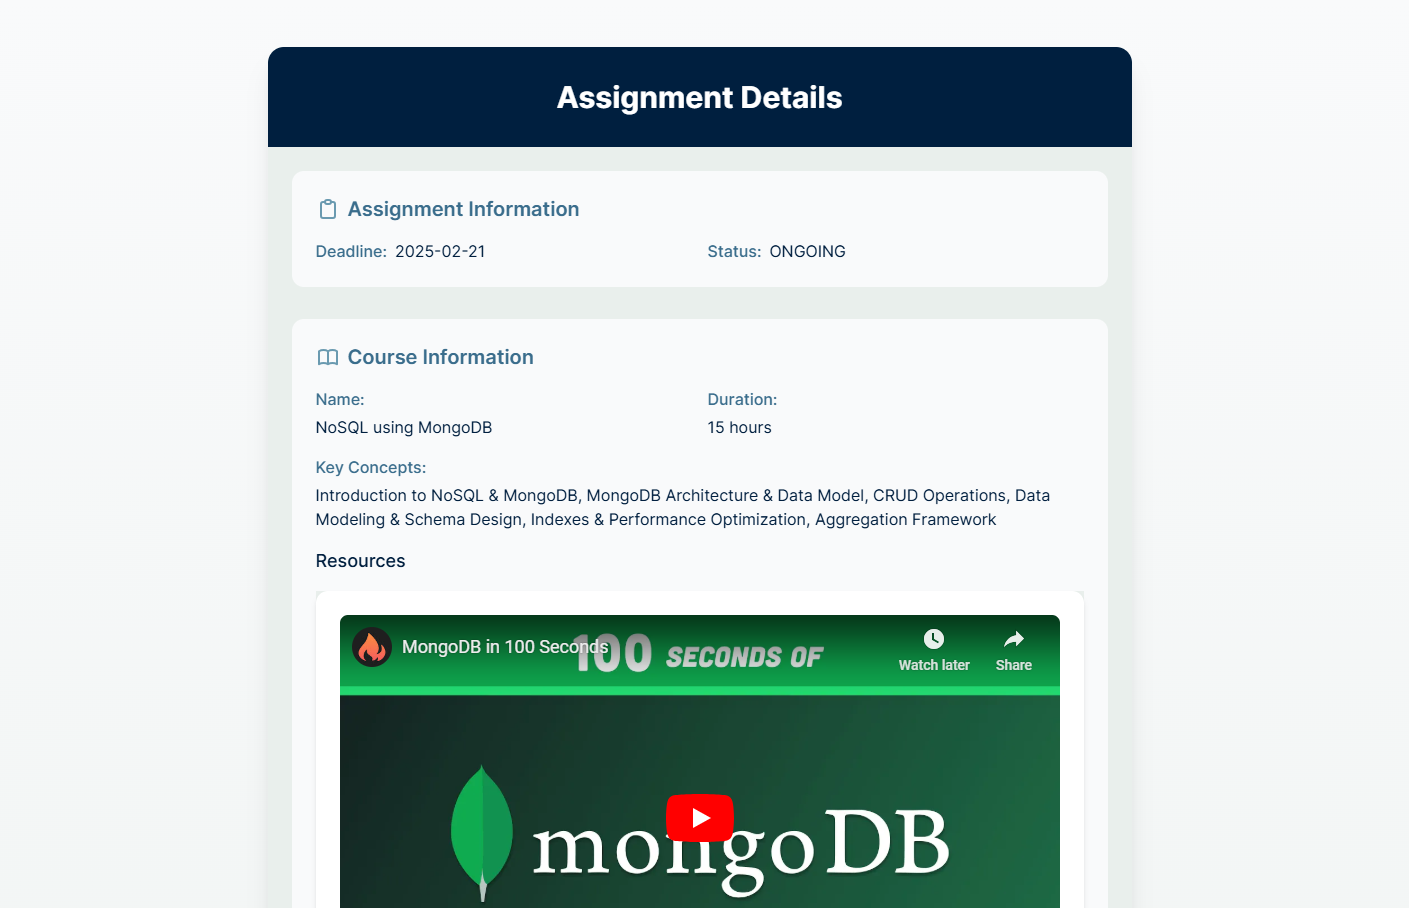 Assignment Details
Assignment Information
Deadline: 2025-02-21
Status: ONGOING
Course Information
Name:
NoSQL using MongoDB
Duration:
15 hours
Key Concepts:
Introduction to NoSQL & MongoDB, MongoDB Architecture & Data Model, CRUD Operations, Data
Modeling & Schema Design, Indexes & Performance Optimization, Aggregation Framework
Resources
MongoDB in 100 Seconds
100 SECONDS OF
Watch later
Share
mongoDB